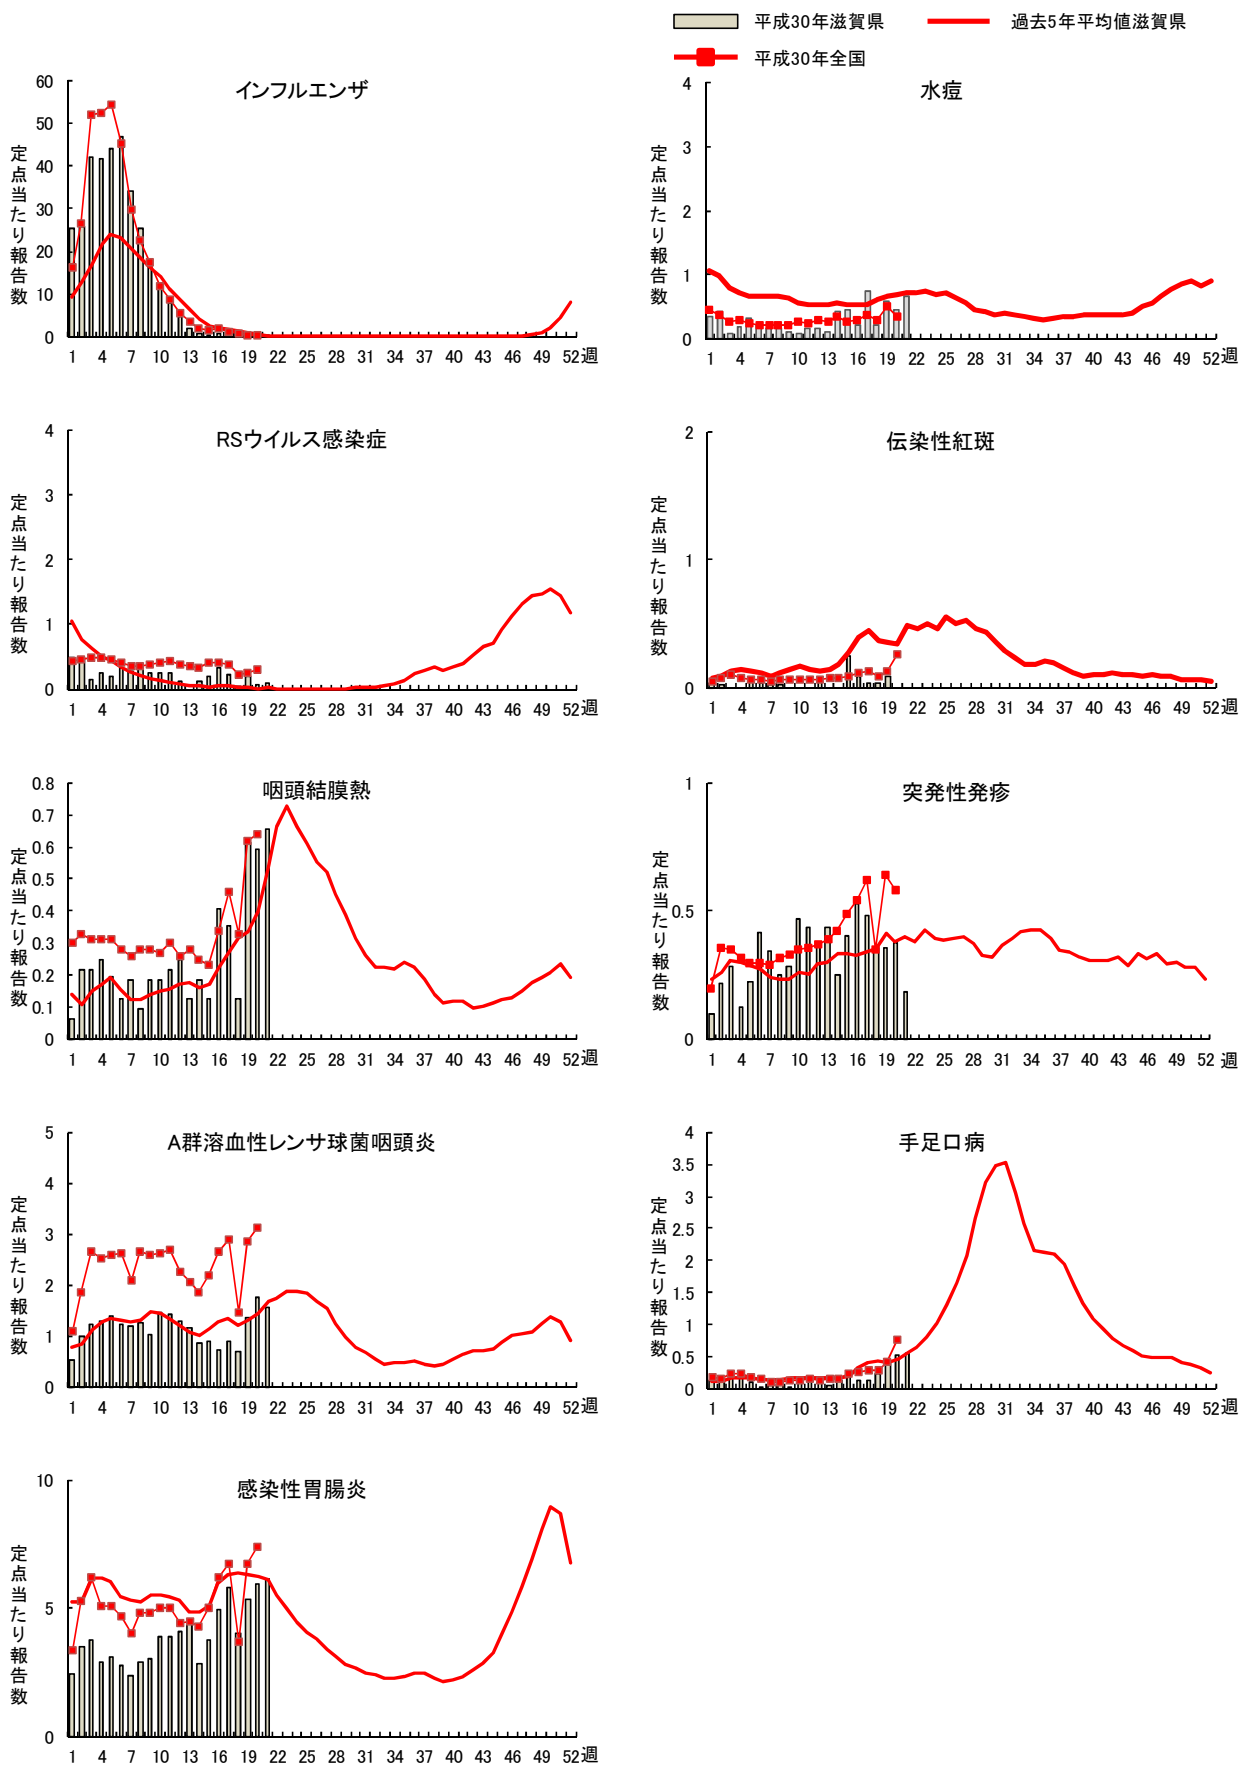 平成30年滋賀県
過去5年平均値滋賀県
平成30年全国
インフルエンザ
定点当たり報告数
60
50
40
30
20
10
0
1 4 7 10 13 16 19 22 25 28 31 34 37 40 43 46 49 52週
水痘
定点当たり報告数
4
3
2
1
0
1 4 7 10 13 16 19 22 25 28 31 34 37 40 43 46 49 52週
RSウイルス感染症
定点当たり報告数
4
3
2
1
0
1 4 7 10 13 16 19 22 25 28 31 34 37 40 43 46 49 52週
伝染性紅斑
定点当たり報告数
2
1
0
1 4 7 10 13 16 19 22 25 28 31 34 37 40 43 46 49 52週
咽頭結膜熱
定点当たり報告数
0.8
0.7
0.6
0.5
0.4
0.3
0.2
0.1
0
1 4 7 10 13 16 19 22 25 28 31 34 37 40 43 46 49 52週
突発性発疹
定点当たり報告数
1
0.5
0
1 4 7 10 13 16 19 22 25 28 31 34 37 40 43 46 49 52 週
A群溶血性レンサ球菌咽頭炎
定点当たり報告数
5
4
3
2
1
0
1 4 7 10 13 16 19 22 25 28 31 34 37 40 43 46 49 52週
手足口病
定点当たり報告数
4
3.5
3
2.5
2
1.5
1
0.5
0
1 4 7 10 13 16 19 22 25 28 31 34 37 40 43 46 49 52週
感染性胃腸炎
定点当たり報告数
10
5
0
1 4 7 10 13 16 19 22 25 28 31 34 37 40 43 46 49 52週